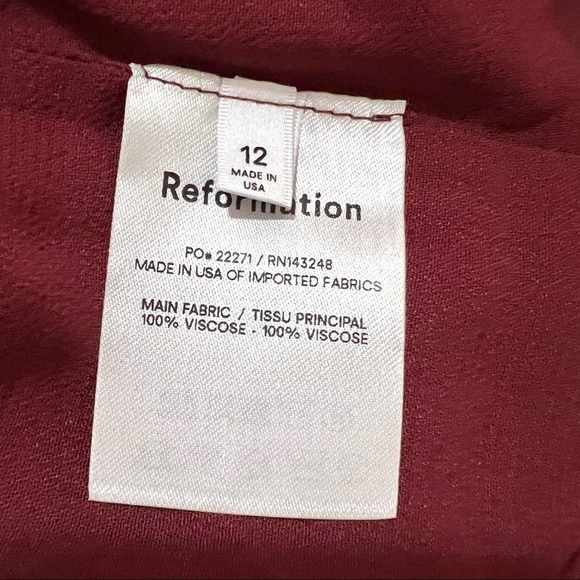 12
MADE IN
USA
Reformation
PO# 22271 / RN143248
MADE IN USA OF IMPORTED FABRICS
MAIN FABRIC / TISSU PRINCIPAL
100% VISCOSE - 100% VISCOSE